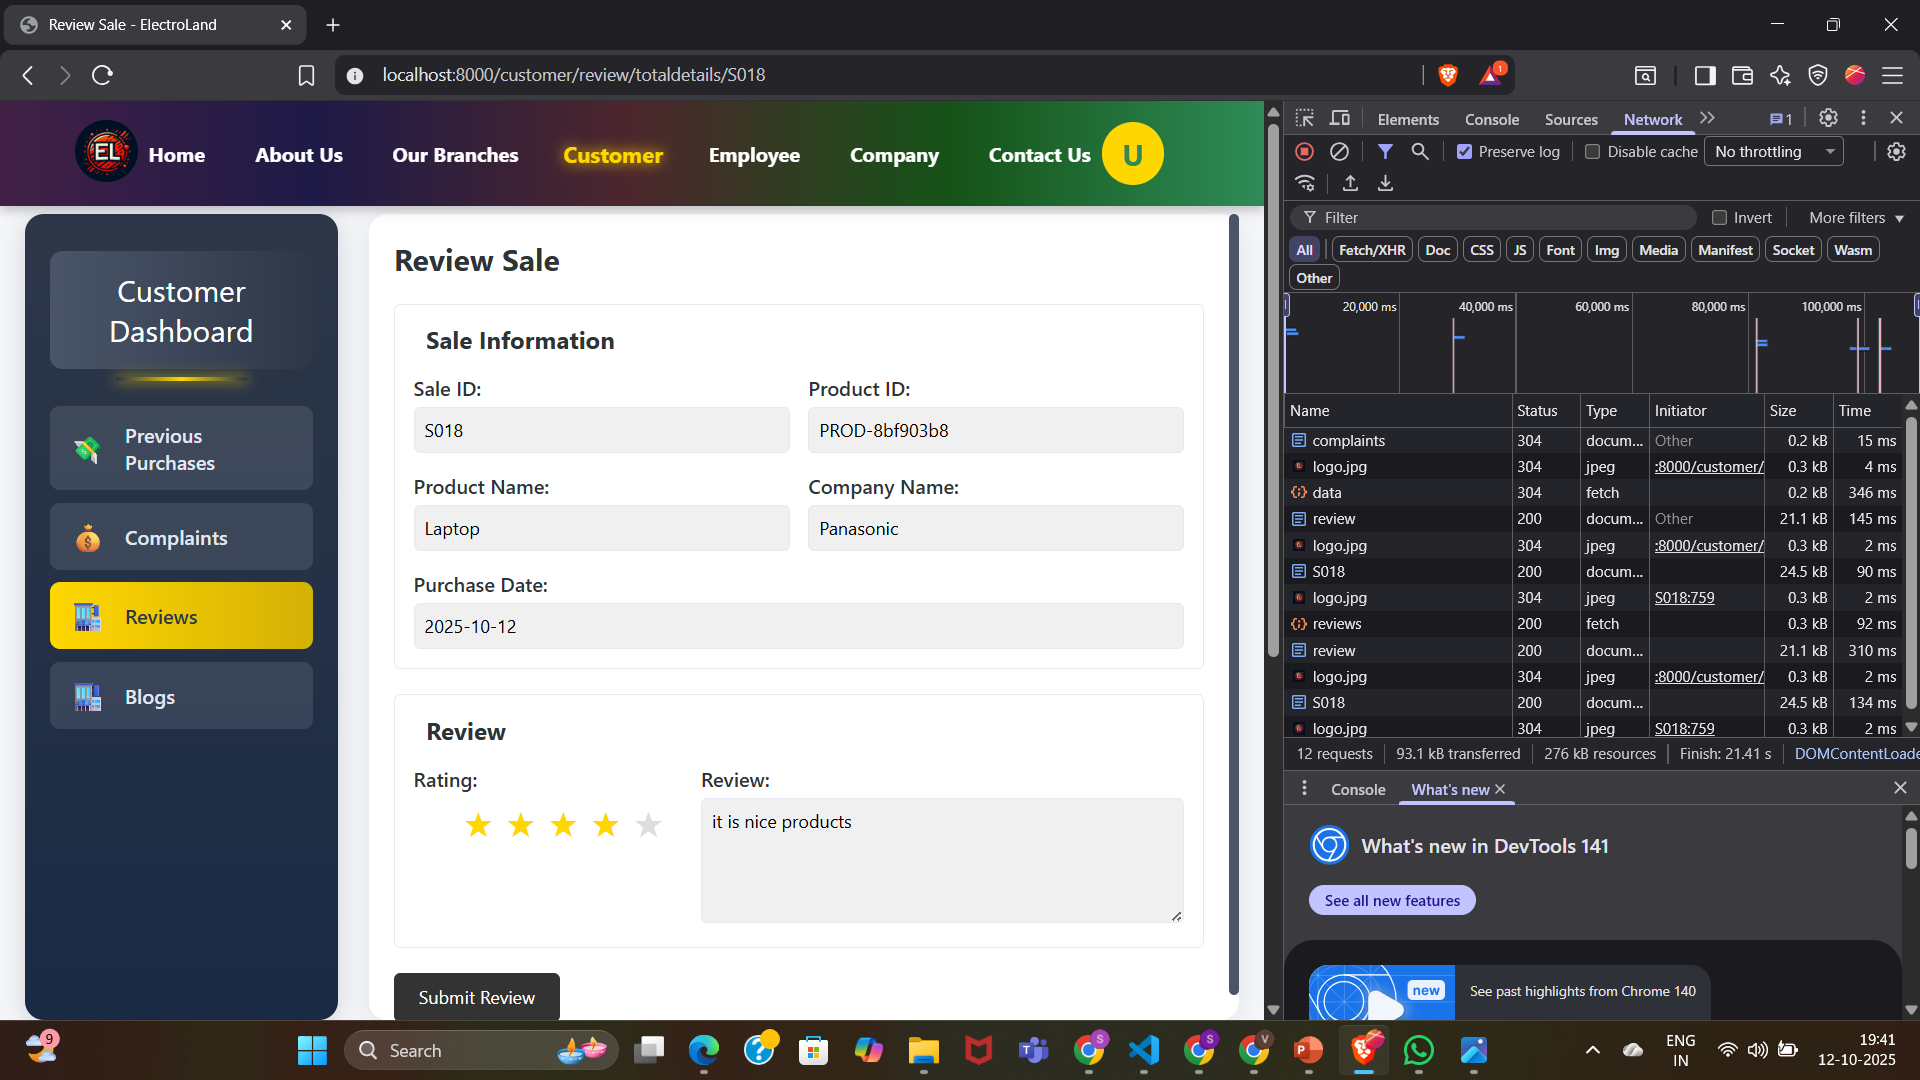 Review Sale - ElectroLand
localhost:8000/customer/review/totaldetails/S018
1
EL
Home
About Us
Our Branches
Customer
Employee
Company
Contact Us
U
Customer
Dashboard
Previous
Purchases
Complaints
Reviews
Blogs
Review Sale
Sale Information
Sale ID:
Product ID:
S018
PROD-8bf903b8
Product Name:
Company Name:
Laptop
Panasonic
Purchase Date:
2025-10-12
Review
Rating:
Review:
it is nice products
Submit Review
Elements
Console
Sources
Network
1
Preserve log
Disable cache
No throttling
Filter
Invert
More filters
All
Fetch/XHR
Doc
CSS
JS
Font
Img
Media
Manifest
Socket
Wasm
Other
20,000 ms
40,000 ms
60,000 ms
80,000 ms
100,000 ms
Name Status Type Initiator Size Time
complaints 304 docum... Other 0.2 kB 15 ms
logo.jpg 304 jpeg :8000/customer/ 0.3 kB 4 ms
data 304 fetch 0.2 kB 346 ms
review 200 docum... Other 21.1 kB 145 ms
logo.jpg 304 jpeg :8000/customer/ 0.3 kB 2 ms
S018 200 docum... 24.5 kB 90 ms
logo.jpg 304 jpeg S018:759 0.3 kB 2 ms
reviews 200 fetch 0.3 kB 92 ms
review 200 docum... 21.1 kB 310 ms
logo.jpg 304 jpeg :8000/customer/ 0.3 kB 2 ms
S018 200 docum... 24.5 kB 134 ms
logo.jpg 304 jpeg S018:759 0.3 kB 2 ms
12 requests 93.1 kB transferred 276 kB resources Finish: 21.41 s DOMContentLoade
Console
What's new
What's new in DevTools 141
See all new features
new
See past highlights from Chrome 140
9
Search
S
S
V
ENG
IN
19:41
12-10-2025